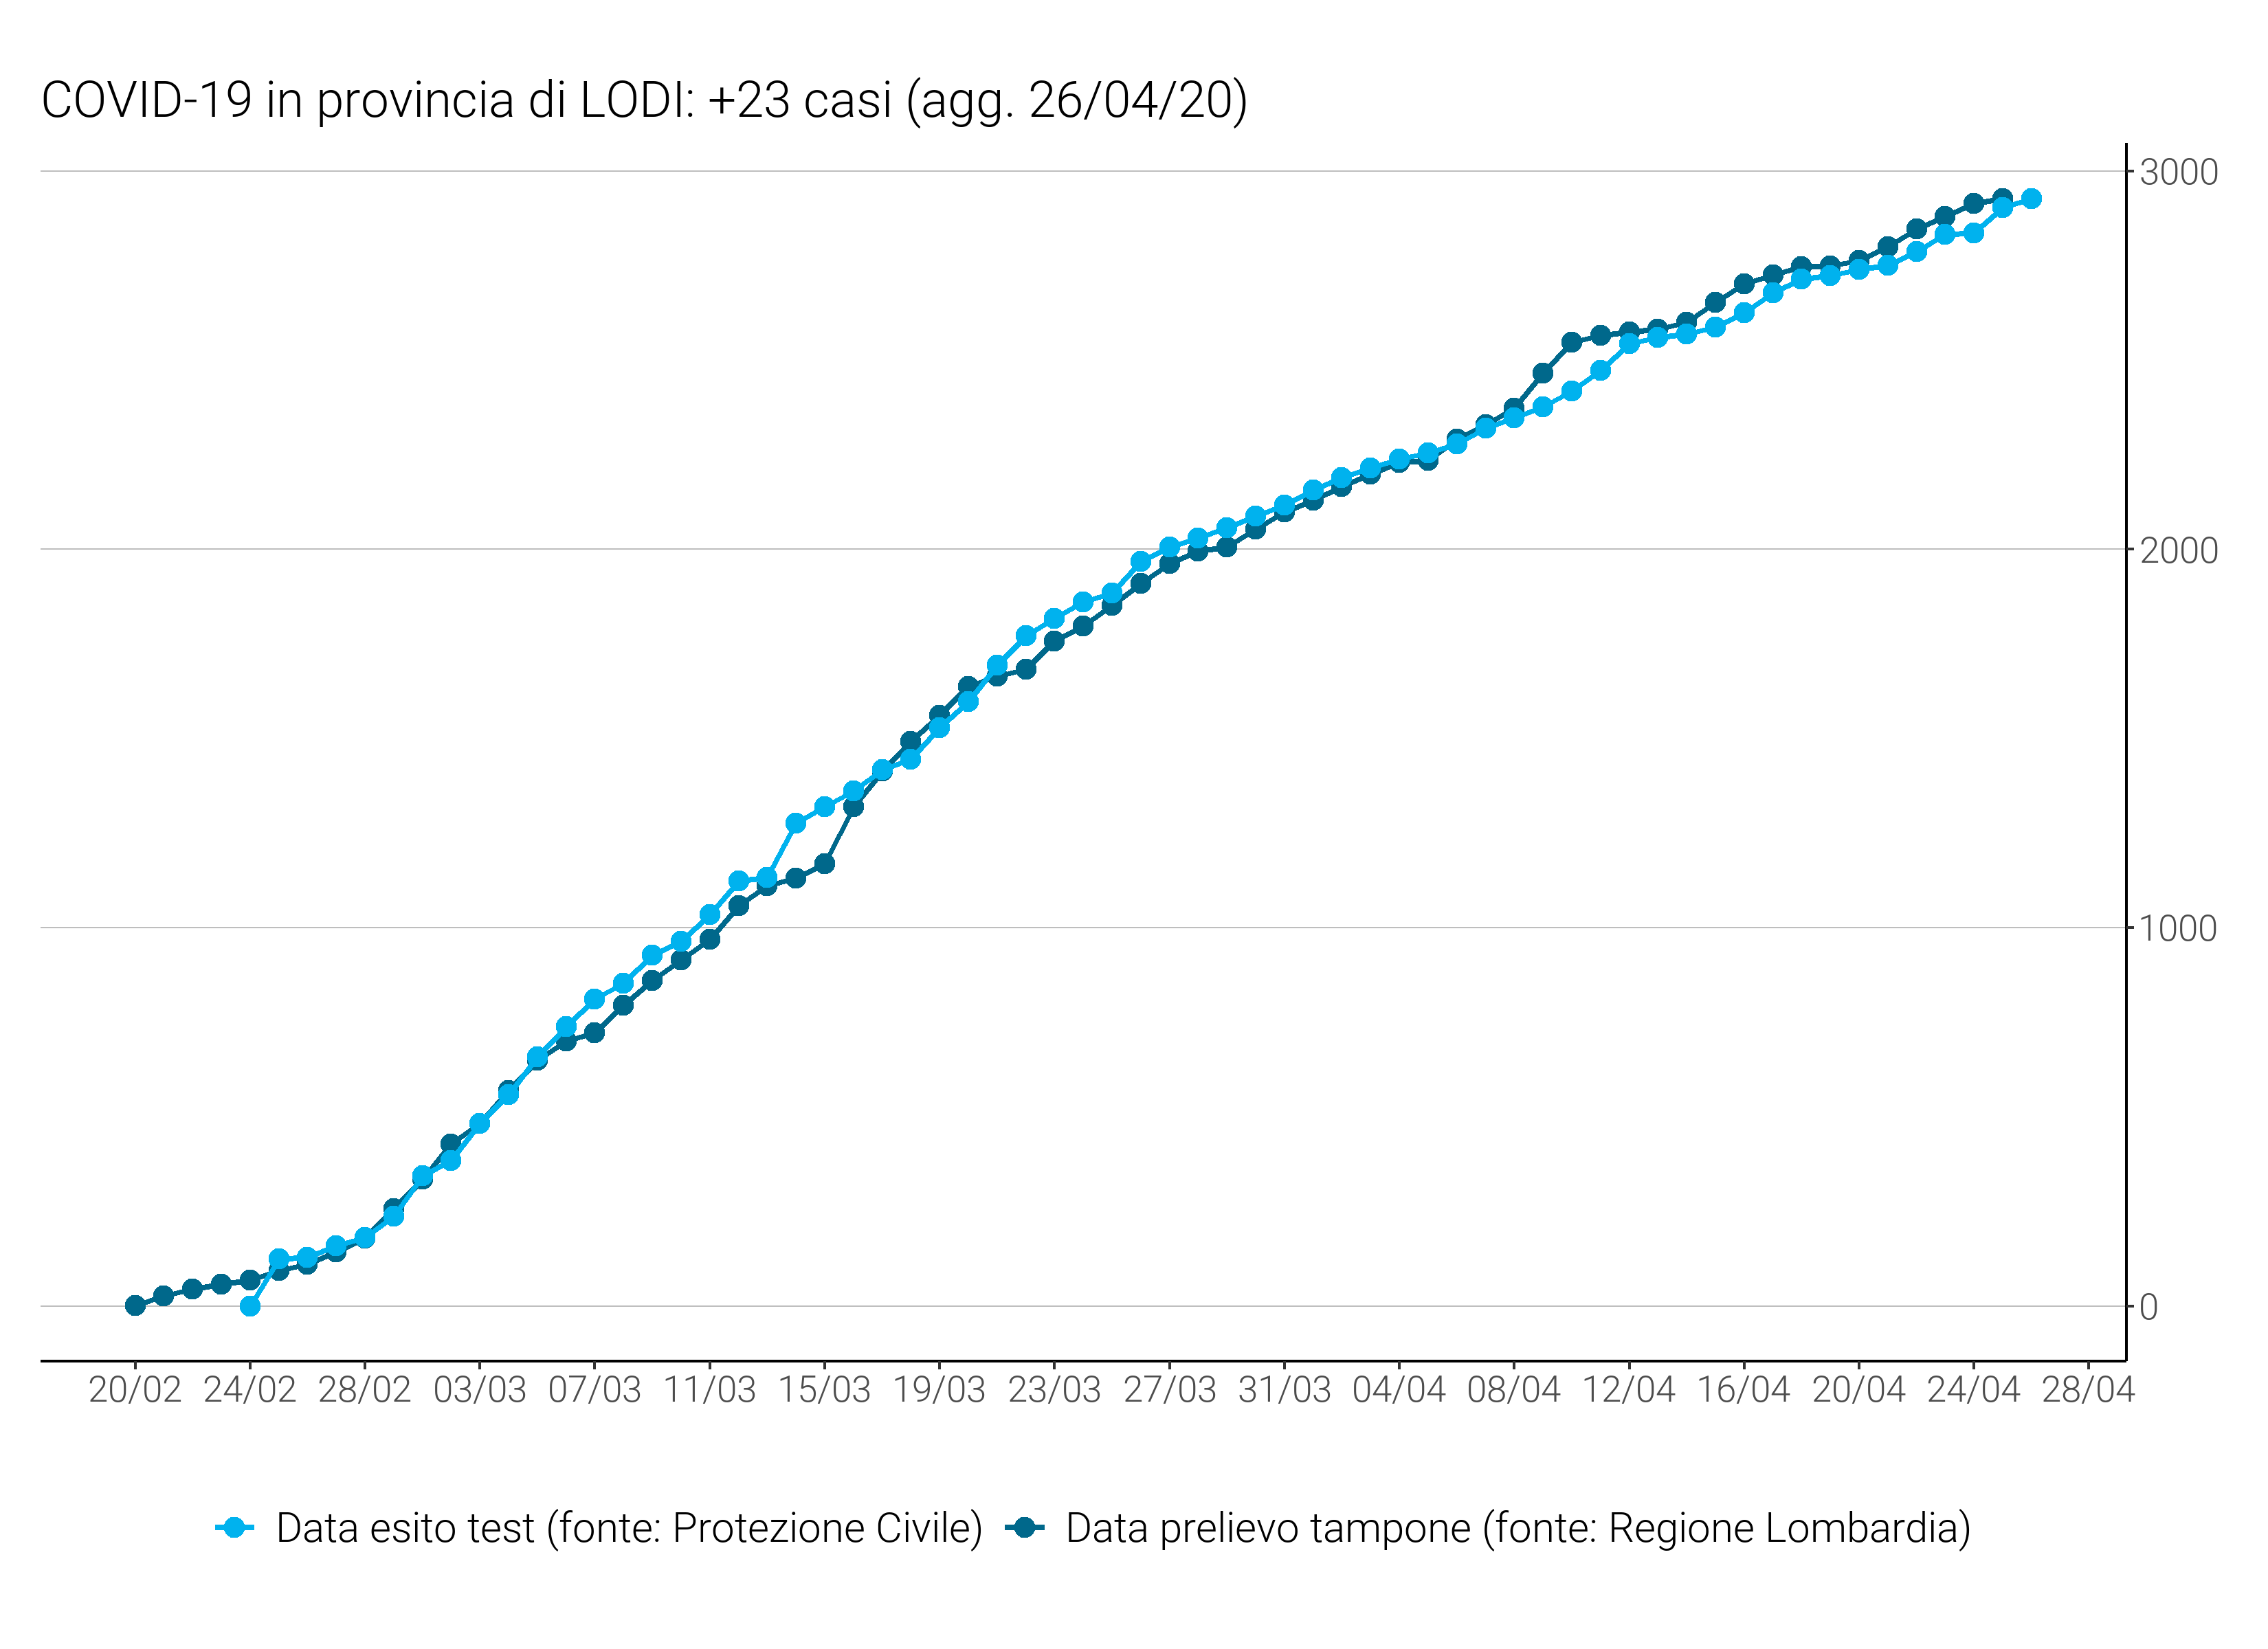 COVID-19 in provincia di LODI: +23 casi (agg. 26/04/20)
3000
2000
1000
0
20/02 24/02 28/02 03/03 07/03 11/03 15/03 19/03 23/03 27/03 31/03 04/04 08/04 12/04 16/04 20/04 24/04 28/04
Data esito test (fonte: Protezione Civile) Data prelievo tampone (fonte: Regione Lombardia)